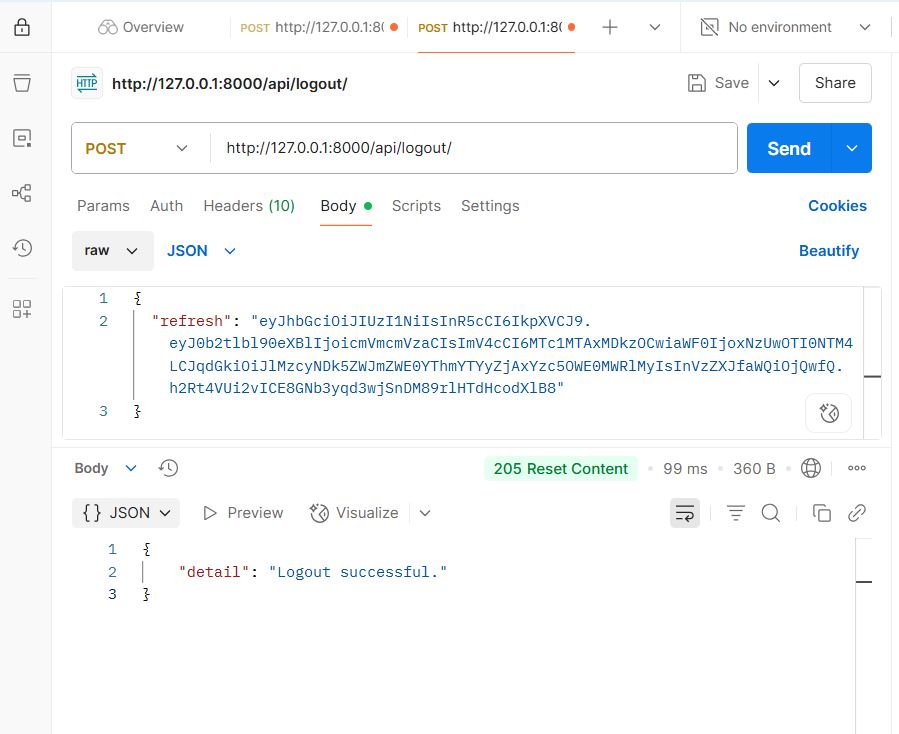 Overview
POST http://127.0.0.1:80
POST http://127.0.0.1:80
No environment
HTTP http://127.0.0.1:8000/api/logout/
Save
Share
POST
http://127.0.0.1:8000/api/logout/
Send
Params Auth Headers (10) Body Scripts Settings
Cookies
raw JSON
Beautify
1 {
2 "refresh": "eyJhbGciOiJIUzI1NiIsInR5cCI6IkpXVCJ9.
eyJ0b2tlbl90eXBlIjoicmVmcmVzaCIsImV4cCI6MTc1MTAxMDkzOCwiaWF0IjoxNzUwOTI0NTM4
LCJqdGkiOiJlMzcyNDk5ZWJmZWE0YThmYTYyZjAxYzc5OWE0MWRlMyIsInVzZXJfaWQiOjQwfQ.
h2Rt4VUi2vICE8GNb3yqd3wjSnDM89rlHTdHcodXlB8"
3 }
Body
205 Reset Content
99 ms
360 B
{} JSON
Preview
Visualize
1 {
2 "detail": "Logout successful."
3 }